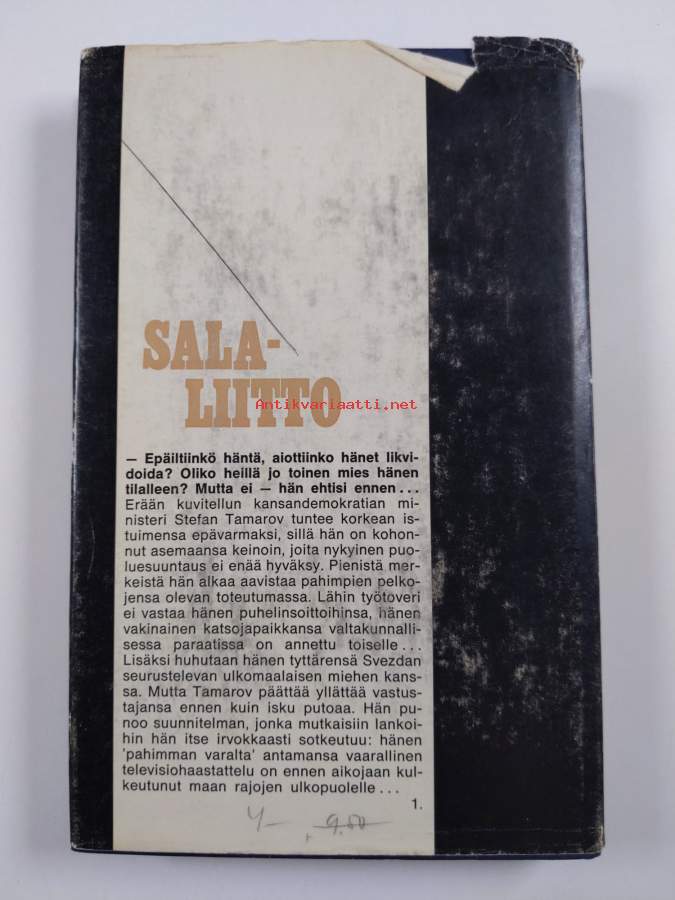 SALA-
LIITTO
Antikvariaatti.net
— Epäiltiinkö häntä, aiottiinko hänet likvi-
doida? Oliko heillä jo toinen mies hänen
tilalleen? Mutta ei — hän ehtisi ennen...
Erään kuvitellun kansandemokratian mi-
nisteri Stefan Tamarov tuntee korkean is-
tuimensa epävarmaksi, sillä hän on kohon-
nut asemaansa keinoin, joita nykyinen puo-
luesuuntaus ei enää hyväksy. Pienistä mer-
keistä hän alkaa aavistaa pahimpien pelko-
jensa olevan toteutumassa. Lähin työtoveri
ei vastaa hänen puhelinsoittoihinsa, hänen
vakinainen katsojapaikkansa valtakunnalli-
sessa paraatissa on annettu toiselle...
Lisäksi huhutaan hänen tyttärensä Svezdan
seurustelevan ulkomaalaisen miehen kans-
sa. Mutta Tamarov päättää yllättää vastus-
tajansa ennen kuin isku putoaa. Hän pu-
noo suunnitelman, jonka mutkaisiin lankoi-
hin hän itse irvokkaasti sotkeutuu: hänen
'pahimman varalta' antamansa vaarallinen
televisiohaastattelu on ennen aikojaan kul-
keutunut maan rajojen ulkopuolelle...
1.
4— 9.50